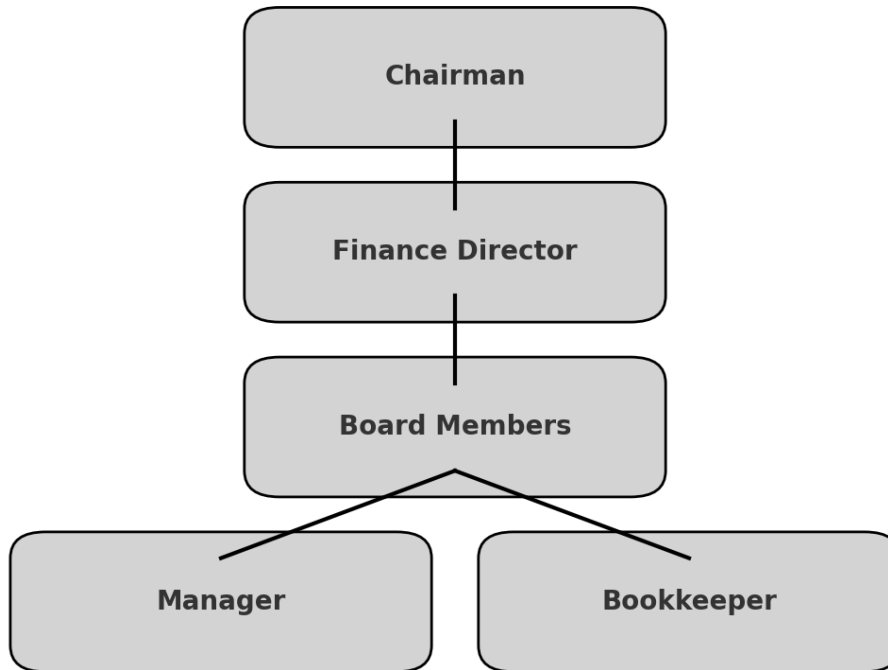 Chairman
Finance Director
Board Members
Manager
Bookkeeper